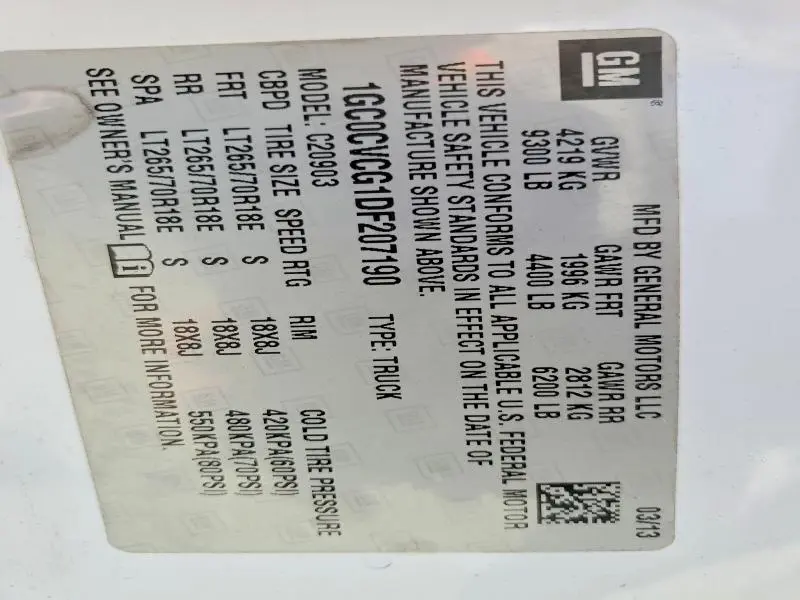 GM®
MFD BY GENERAL MOTORS LLC 03/13
GVWR GAWR FRT GAWR RR
4219 KG 1996 KG 2812 KG
9300 LB 4400 LB 6200 LB
THIS VEHICLE CONFORMS TO ALL APPLICABLE U.S. FEDERAL MOTOR
VEHICLE SAFETY STANDARDS IN EFFECT ON THE DATE OF
MANUFACTURE SHOWN ABOVE.
1GC0CVCG1DF207190 TYPE: TRUCK
MODEL: C20903
CBPD TIRE SIZE SPEED RTG RIM COLD TIRE PRESSURE
FRT LT265/70R18E S 18X8J 420KPA(60PSI)
RR LT265/70R18E S 18X8J 480KPA(70PSI)
SPA LT265/70R18E S 18X8J 550KPA(80PSI)
SEE OWNER'S MANUAL FOR MORE INFORMATION.